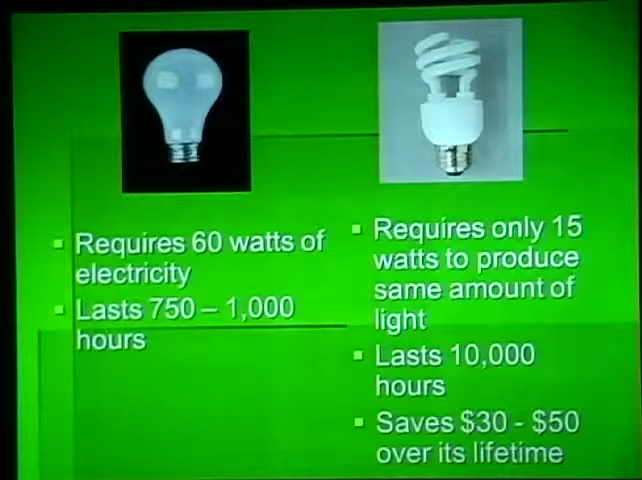 Requires 60 watts of
electricity
Lasts 750 – 1,000
hours
Requires only 15
watts to produce
same amount of
light
Lasts 10,000
hours
Saves $30 - $50
over its lifetime